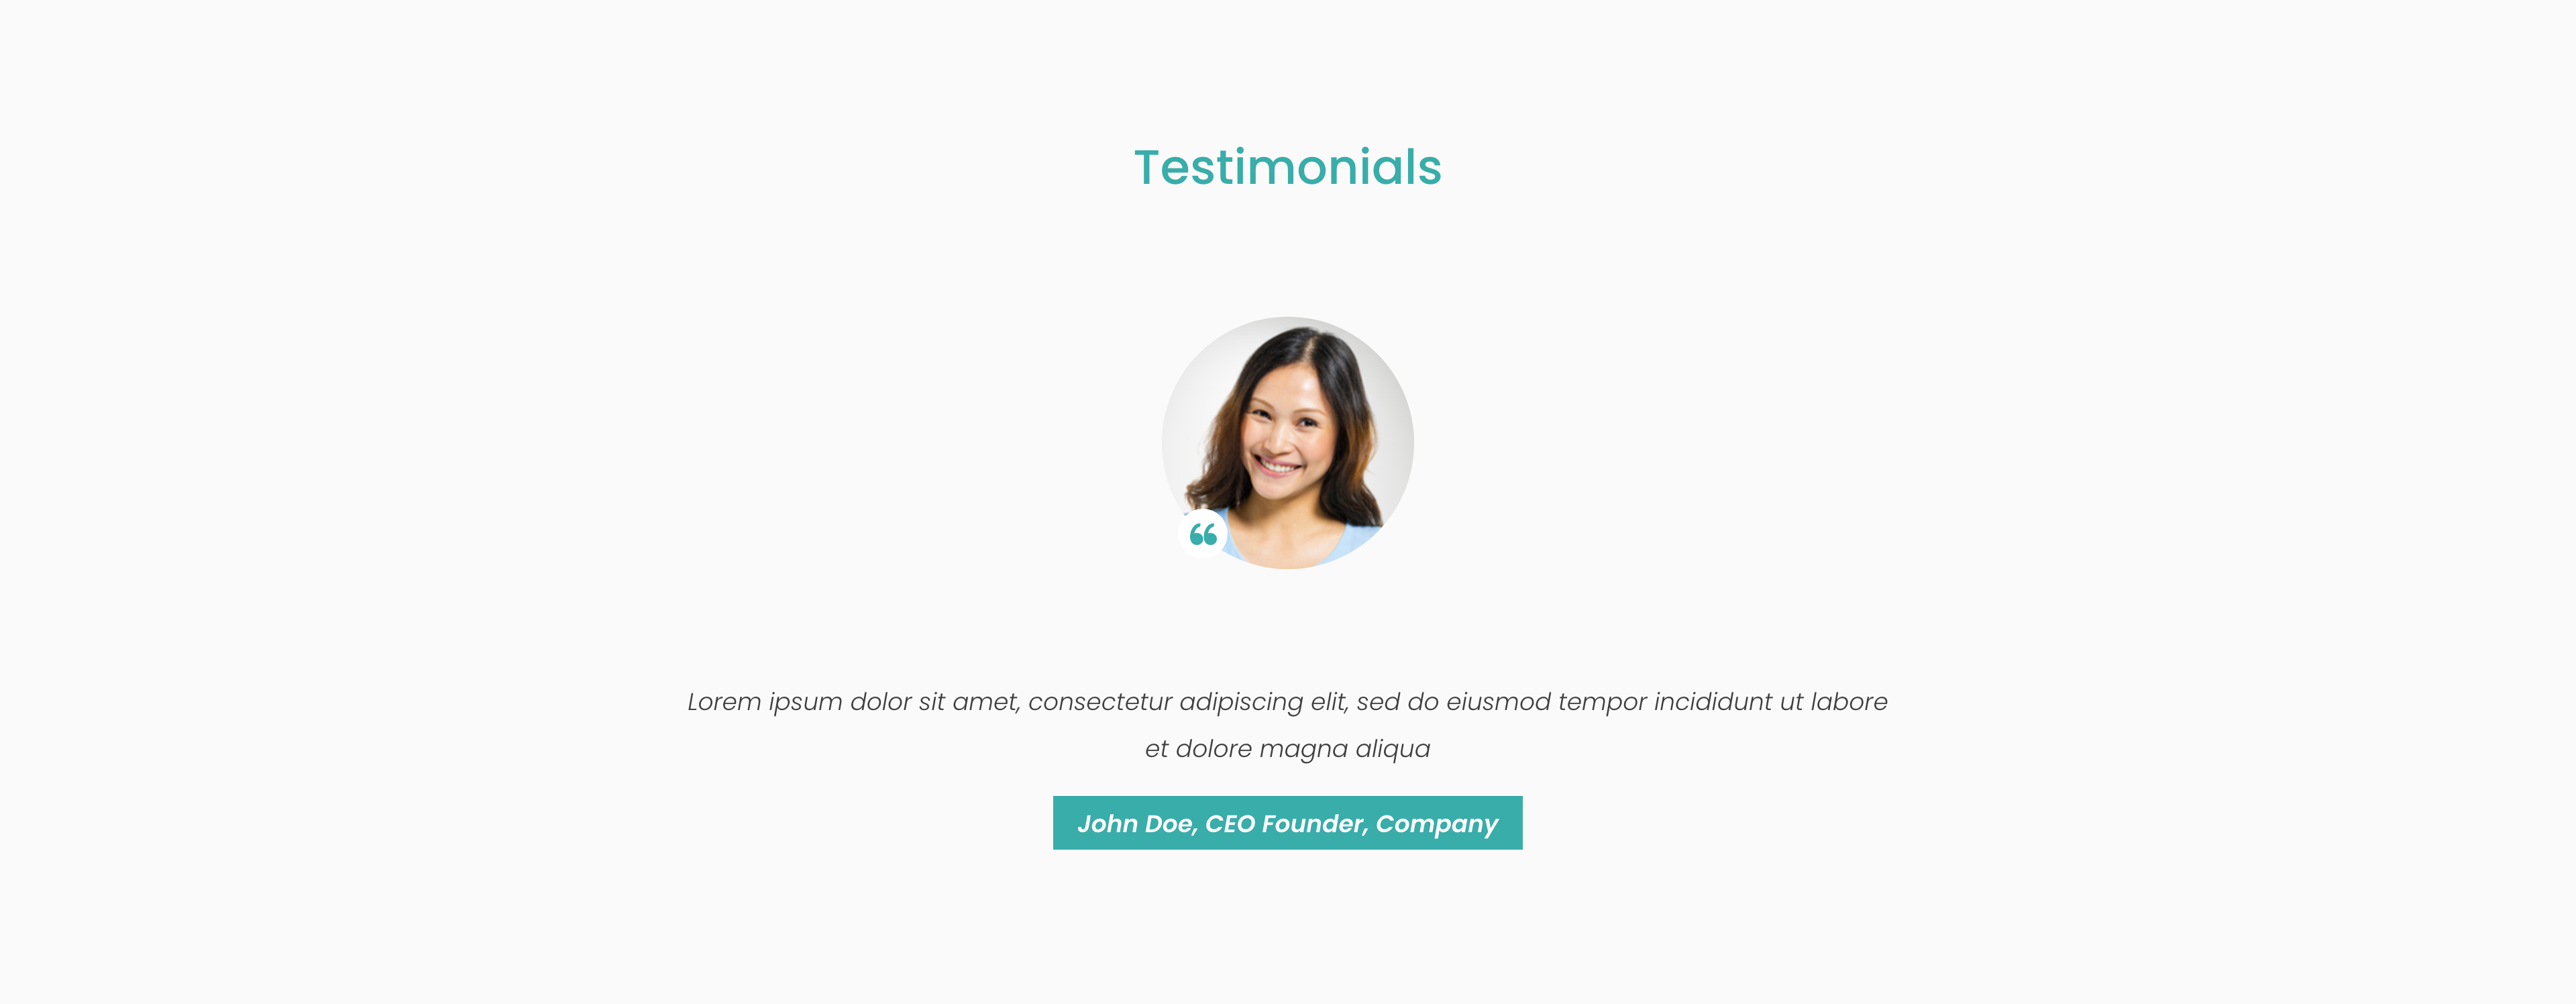 Testimonials
Lorem ipsum dolor sit amet, consectetur adipiscing elit, sed do eiusmod tempor incididunt ut labore
et dolore magna aliqua
John Doe, CEO Founder, Company